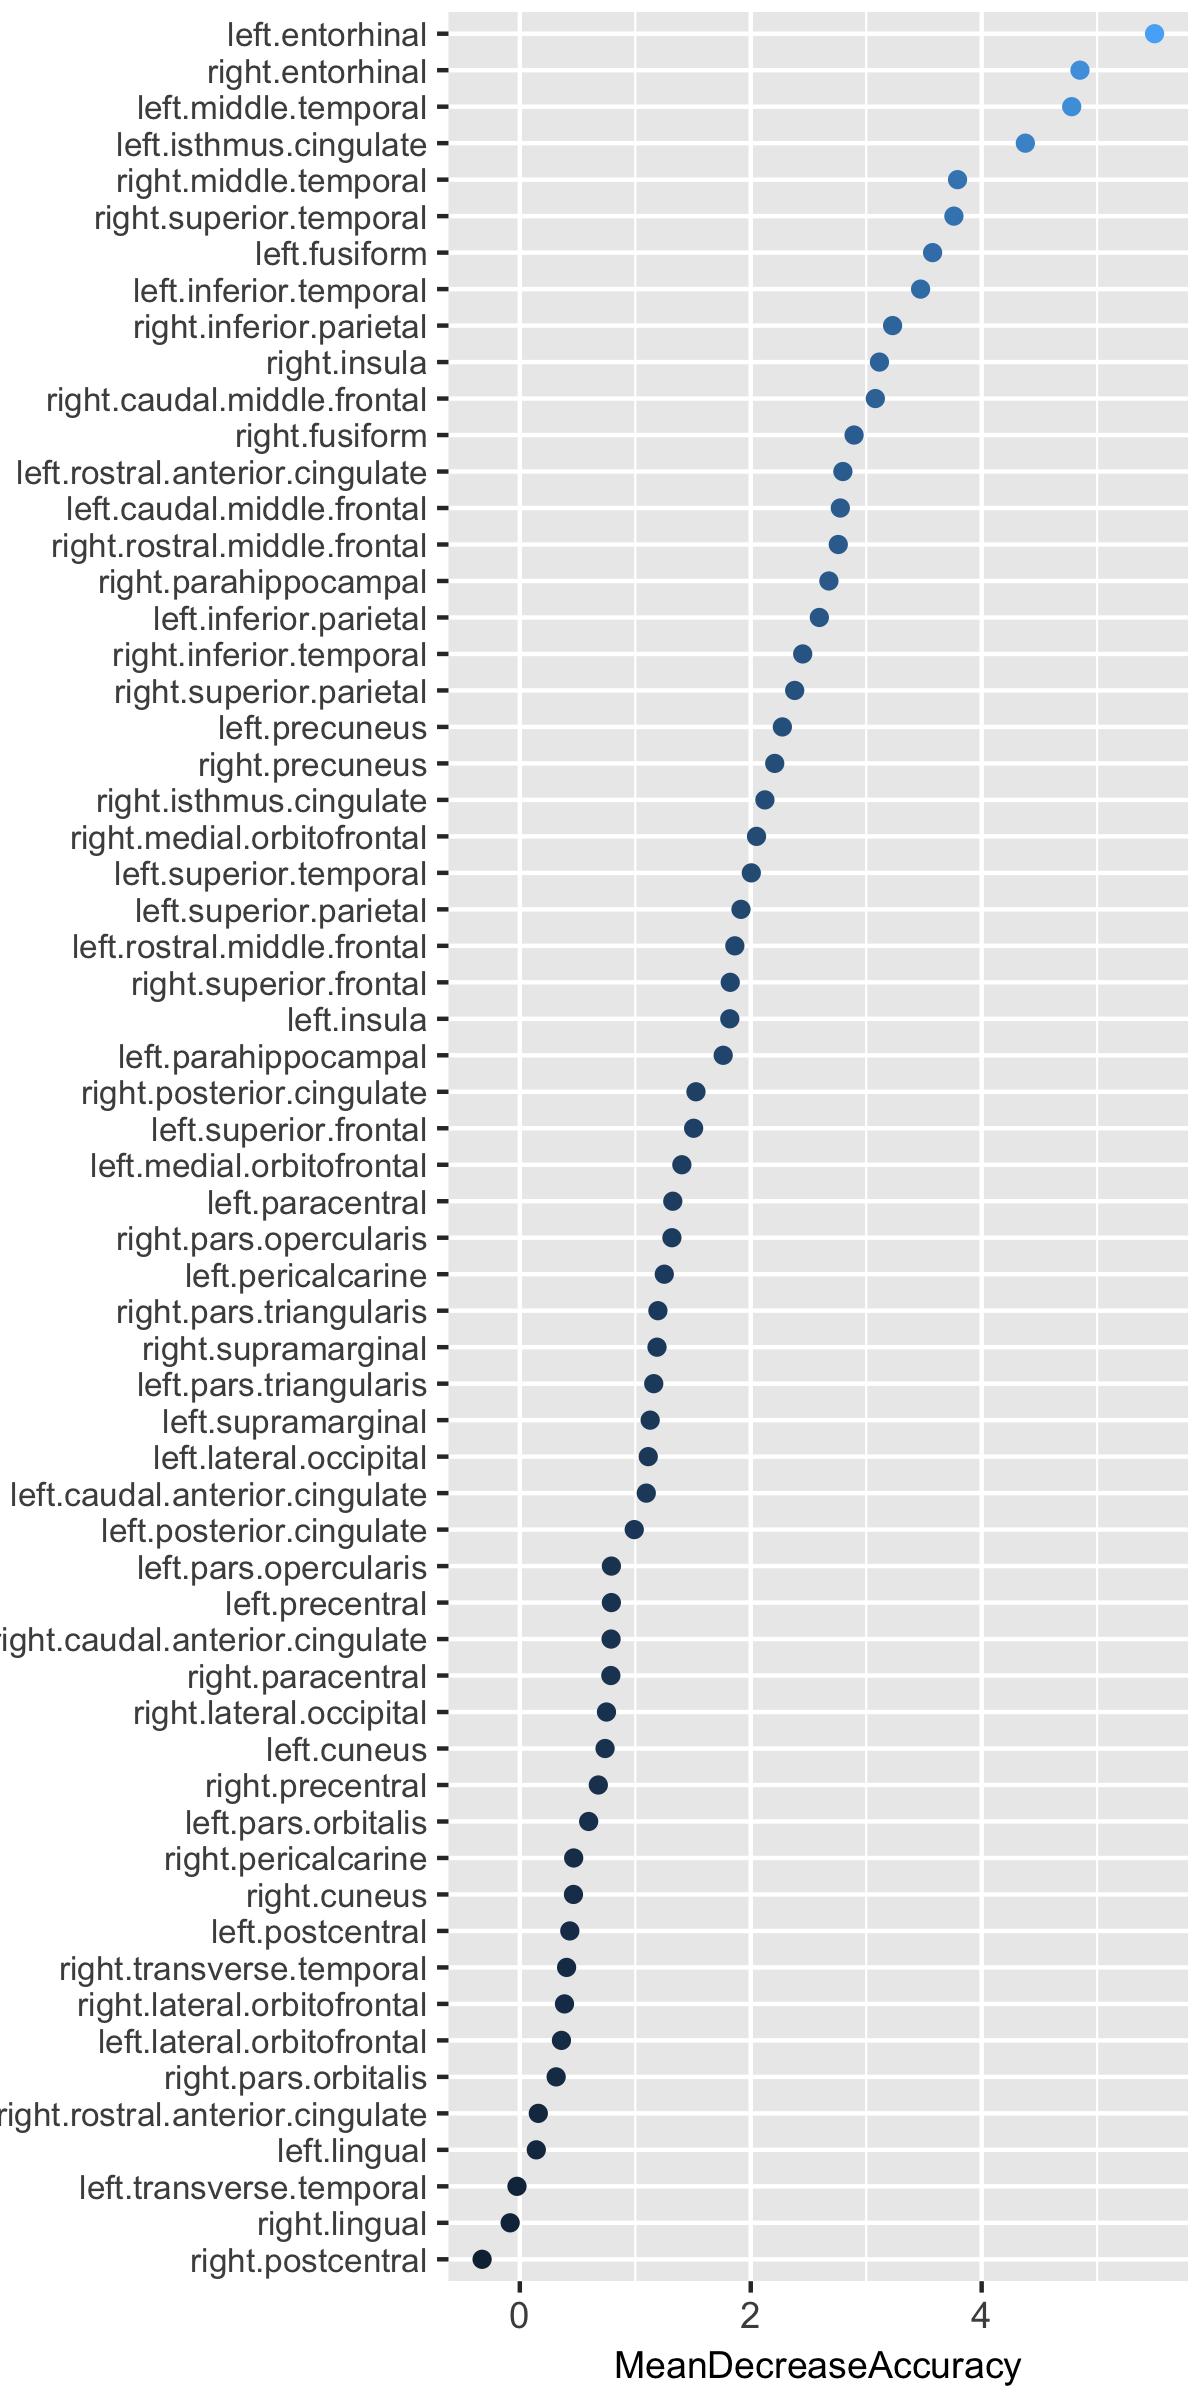 left.entorhinal
right.entorhinal
left.middle.temporal
left.isthmus.cingulate
right.middle.temporal
right.superior.temporal
left.fusiform
left.inferior.temporal
right.inferior.parietal
right.insula
right.caudal.middle.frontal
right.fusiform
left.rostral.anterior.cingulate
left.caudal.middle.frontal
right.rostral.middle.frontal
right.parahippocampal
left.inferior.parietal
right.inferior.temporal
right.superior.parietal
left.precuneus
right.precuneus
right.isthmus.cingulate
right.medial.orbitofrontal
left.superior.temporal
left.superior.parietal
left.rostral.middle.frontal
right.superior.frontal
left.insula
left.parahippocampal
right.posterior.cingulate
left.superior.frontal
left.medial.orbitofrontal
left.paracentral
right.pars.opercularis
left.pericalcarine
right.pars.triangularis
right.supramarginal
left.pars.triangularis
left.supramarginal
left.lateral.occipital
left.caudal.anterior.cingulate
left.posterior.cingulate
left.pars.opercularis
left.precentral
ight.caudal.anterior.cingulate
right.paracentral
right.lateral.occipital
left.cuneus
right.precentral
left.pars.orbitalis
right.pericalcarine
right.cuneus
left.postcentral
right.transverse.temporal
right.lateral.orbitofrontal
left.lateral.orbitofrontal
right.pars.orbitalis
right.rostral.anterior.cingulate
left.lingual
left.transverse.temporal
right.lingual
right.postcentral
0 2 4
MeanDecreaseAccuracy